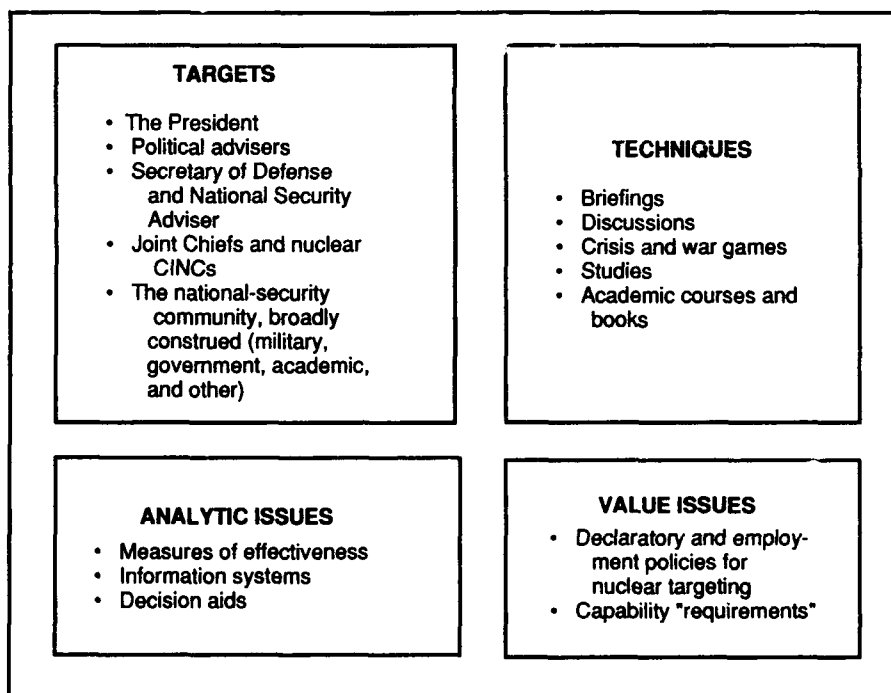 TARGETS
• The President
• Political advisers
• Secretary of Defense
and National Security
Adviser
• Joint Chiefs and nuclear
CINCs
• The national-security
community, broadly
construed (military,
government, academic,
and other)
TECHNIQUES
• Briefings
• Discussions
• Crisis and war games
• Studies
• Academic courses and
books
ANALYTIC ISSUES
• Measures of effectiveness
• Information systems
• Decision aids
VALUE ISSUES
• Declaratory and employ-
ment policies for
nuclear targeting
• Capability "requirements"